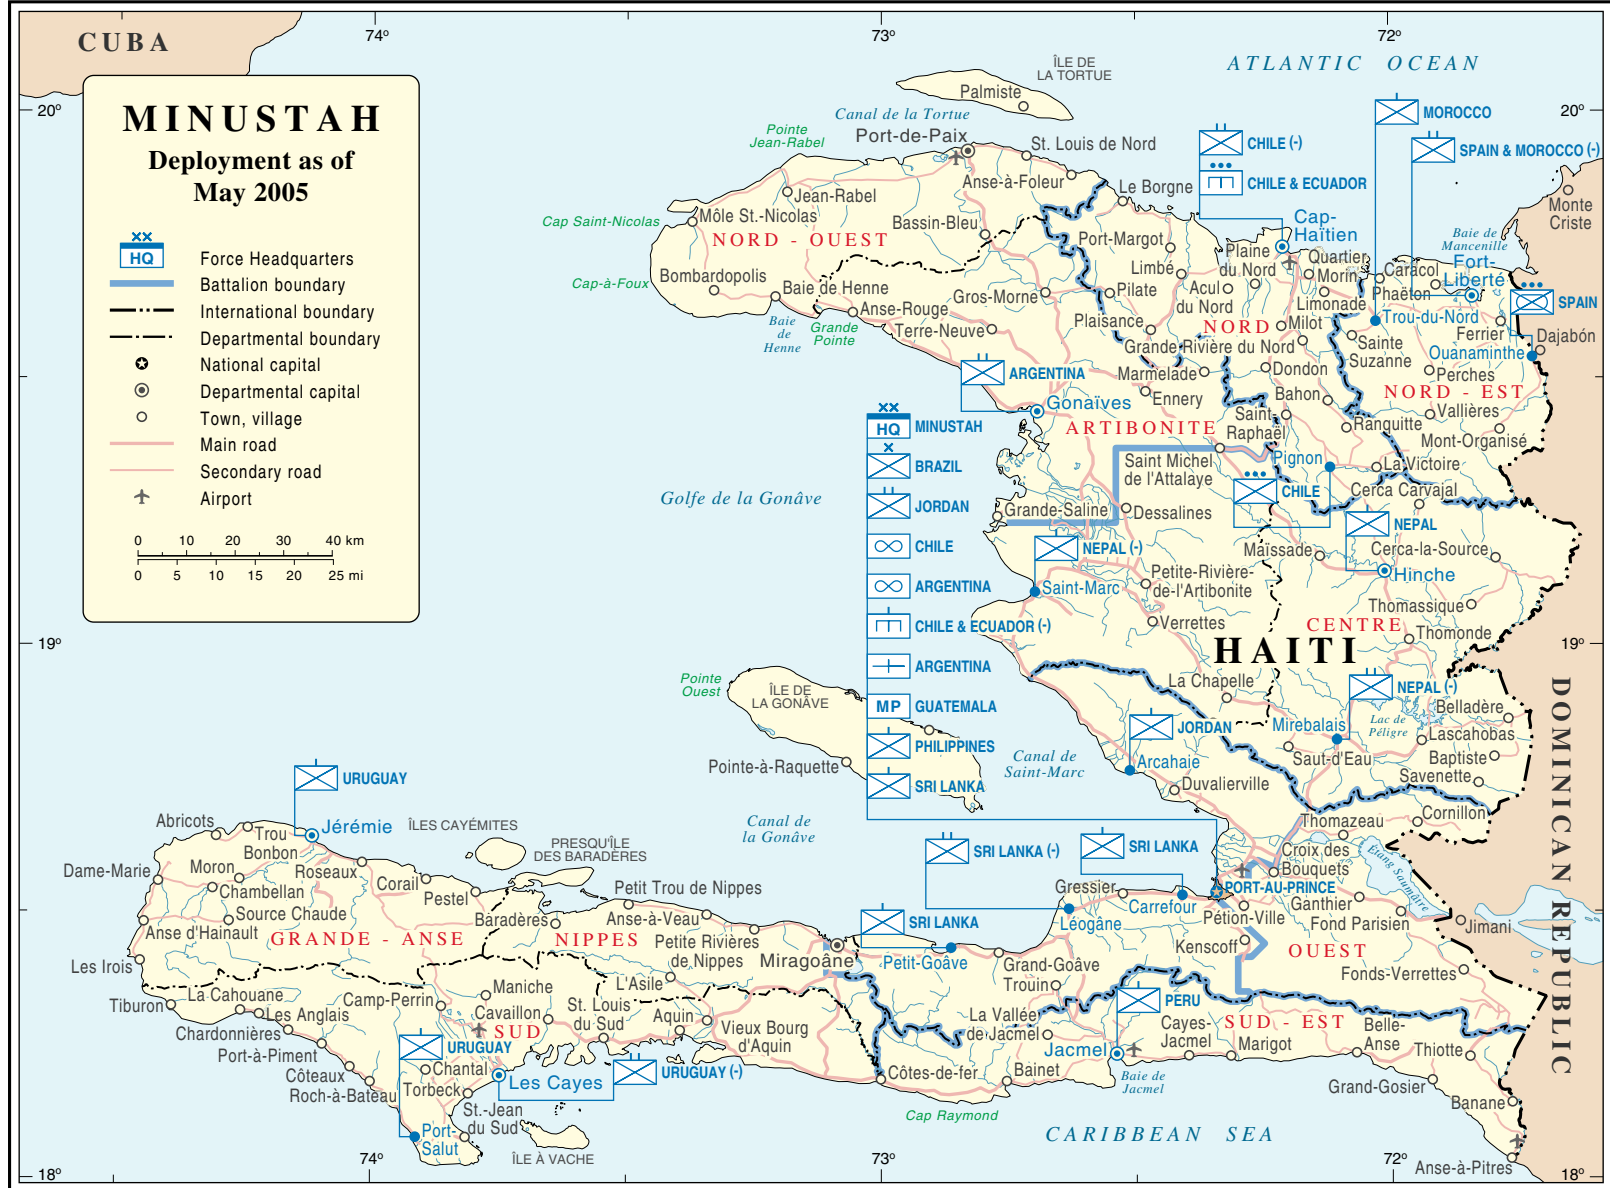 74º
73º
72º
CUBA
ATLANTIC OCEAN
20º
20º
MINUSTAH
Deployment as of
May 2005
HQ
Force Headquarters
Battalion boundary
International boundary
Departmental boundary
National capital
Departmental capital
Town, village
Main road
Secondary road
Airport
0 10 20 30 40 km
0 5 10 15 20 25 mi
ÎLE DE
LA TORTUE
Palmiste
Canal de la Tortue
Pointe
Jean-Rabel
Port-de-Paix
St. Louis de Nord
Anse-à-Foleur
Le Borgne
Jean-Rabel
Cap Saint-Nicolas
Môle St.-Nicolas
Bassin-Bleu
NORD - OUEST
Port-Margot
Cap-à-Foux
Bombardopolis
Baie de Henne
Limbé
Gros-Morne
Pilate
Anse-Rouge
Baie
de
Henne
Grande
Pointe
Terre-Neuve
Plaisance
CHILE (-)
CHILE & ECUADOR
MOROCCO
SPAIN & MOROCCO (-)
Cap-
Haïtien
Monte
Criste
Baie de
Mancenille
Plaine
du Nord
Quartier
Morin
Caracol
Fort-
Liberté
Acul
du Nord
Limonade
Phaëton
SPAIN
NORD
Milot
Trou-du-Nord
Ferrier
Dajabón
Grande Rivière du Nord
Sainte
Suzanne
Ouanaminthe
Marmelade
Dondon
Perches
Ennery
Bahon
NORD - EST
Saint-
Raphaël
Vallières
Ranquitte
Mont-Organisé
ARGENTINA
Gonaïves
ARTIBONITE
HQ
MINUSTAH
BRAZIL
JORDAN
CHILE
ARGENTINA
CHILE & ECUADOR (-)
ARGENTINA
MP
GUATEMALA
PHILIPPINES
SRI LANKA
Saint Michel
de l'Attalaye
Pignon
La Victoire
CHILE
Cerca Carvajal
Golfe de la Gonâve
Grande-Saline
Dessalines
NEPAL
NEPAL (-)
Maïssade
Cerca-la-Source
Hinche
Saint-Marc
Petite-Rivière-
de-l'Artibonite
Thomassique
Verrettes
CENTRE
Thomonde
19º
19º
HAITI
Pointe
Ouest
ÎLE DE
LA GONÂVE
La Chapelle
NEPAL (-)
Belladère
JORDAN
Mirebalais
Lac de
Péligre
Lascahobas
Canal de
Saint-Marc
Arcahaie
Saut-d'Eau
Baptiste
Savenette
Pointe-à-Raquette
Duvalierville
DOMINICAN REPUBLIC
URUGUAY
Canal de
la Gonâve
Thomazeau
Cornillon
Abricots
Jérémie
ÎLES CAYÉMITES
PRESQU'ÎLE
DES BARADÈRES
Trou
Bonbon
SRI LANKA (-)
SRI LANKA
Croix des
Bouquets
Etang Saumâtre
Dame-Marie
Moron
Roseaux
Chambellan
Corail
Pestel
Petit Trou de Nippes
Gressier
PORT-AU-PRINCE
Carrefour
Ganthier
Source Chaude
Baradères
Anse-à-Veau
SRI LANKA
Léogâne
Pétion-Ville
Fond Parisien
Jimani
Anse d'Hainault
GRANDE - ANSE
NIPPES
Petite Rivières
de Nippes
Miragoâne
Petit-Goâve
Kenscoff
OUEST
Les Irois
L'Asile
Grand-Goâve
Trouin
Fonds-Verrettes
Tiburon
La Cahouane
Les Anglais
Camp-Perrin
Maniche
Cavaillon
St. Louis
du Sud
Aquin
PERU
Chardonnières
SUD
Vieux Bourg
d'Aquin
La Vallée
de Jacmel
Cayes-
Jacmel
SUD - EST
Belle-
Anse
Port-à-Piment
URUGUAY
Jacmel
Marigot
Thiotte
Côteaux
Chantal
Les Cayes
URUGUAY (-)
Côtes-de-fer
Bainet
Baie de
Jacmel
Roch-à-Bateau
Torbeck
Grand-Gosier
St.-Jean
du Sud
Cap Raymond
Banane
Port-
Salut
ÎLE À VACHE
CARIBBEAN SEA
Anse-à-Pitres
18º
74º
73º
72º
18º